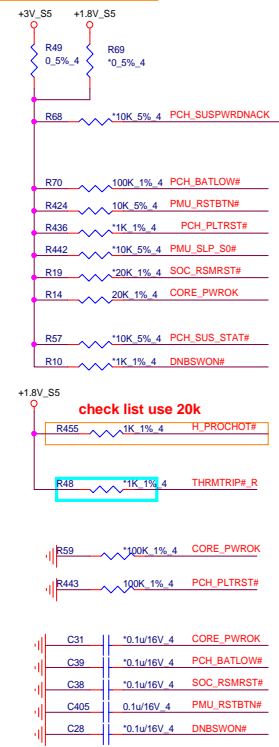 +3V_S5 +1.8V_S5
R49 0_5%_4 R69 *0_5%_4
R68 *10K_5%_4 PCH_SUSPWRDNACK
R70 100K_1%_4 PCH_BATLOW#
R424 10K_5%_4 PMU_RSTBTN#
R436 *1K_1%_4 PCH_PLTRST#
R442 *10K_5%_4 PMU_SLP_S0#
R19 *20K_1%_4 SOC_RSMRST#
R14 20K_1%_4 CORE_PWROK
R57 *10K_5%_4 PCH_SUS_STAT#
R10 *1K_1%_4 DNBSWON#
+1.8V_S5
check list use 20k
R455 1K_1%_4 H_PROCHOT#
R48 *1K_1%_4 THRMTRIP#_R
R59 *100K_1%_4 CORE_PWROK
R443 100K_1%_4 PCH_PLTRST#
C31 *0.1u/16V_4 CORE_PWROK
C39 *0.1u/16V_4 PCH_BATLOW#
C38 *0.1u/16V_4 SOC_RSMRST#
C405 0.1u/16V_4 PMU_RSTBTN#
C28 *0.1u/16V_4 DNBSWON#